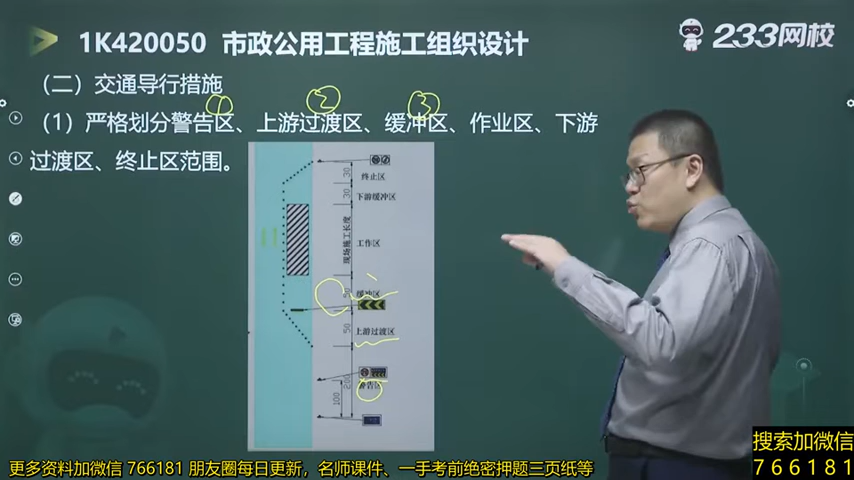 1K420050 市政公用工程施工组织设计
233网校
（二）交通导行措施
① ② ③
（1）严格划分警告区、上游过渡区、缓冲区、作业区、下游
过渡区、终止区范围。
终止区
30
下游缓冲区
30
现场施工长度
工作区
缓冲区
50
上游过渡区
警告区
100
搜索加微信
766181
更多资料加微信 766181 朋友圈每日更新，名师课件、一手考前绝密押题三页纸等